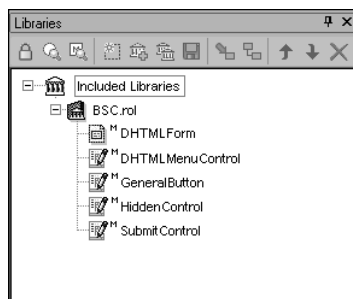 Libraries
Included Libraries
BSC.rol
M DHTMLForm
M DHTMLMenuControl
M GeneralButton
M HiddenControl
M SubmitControl